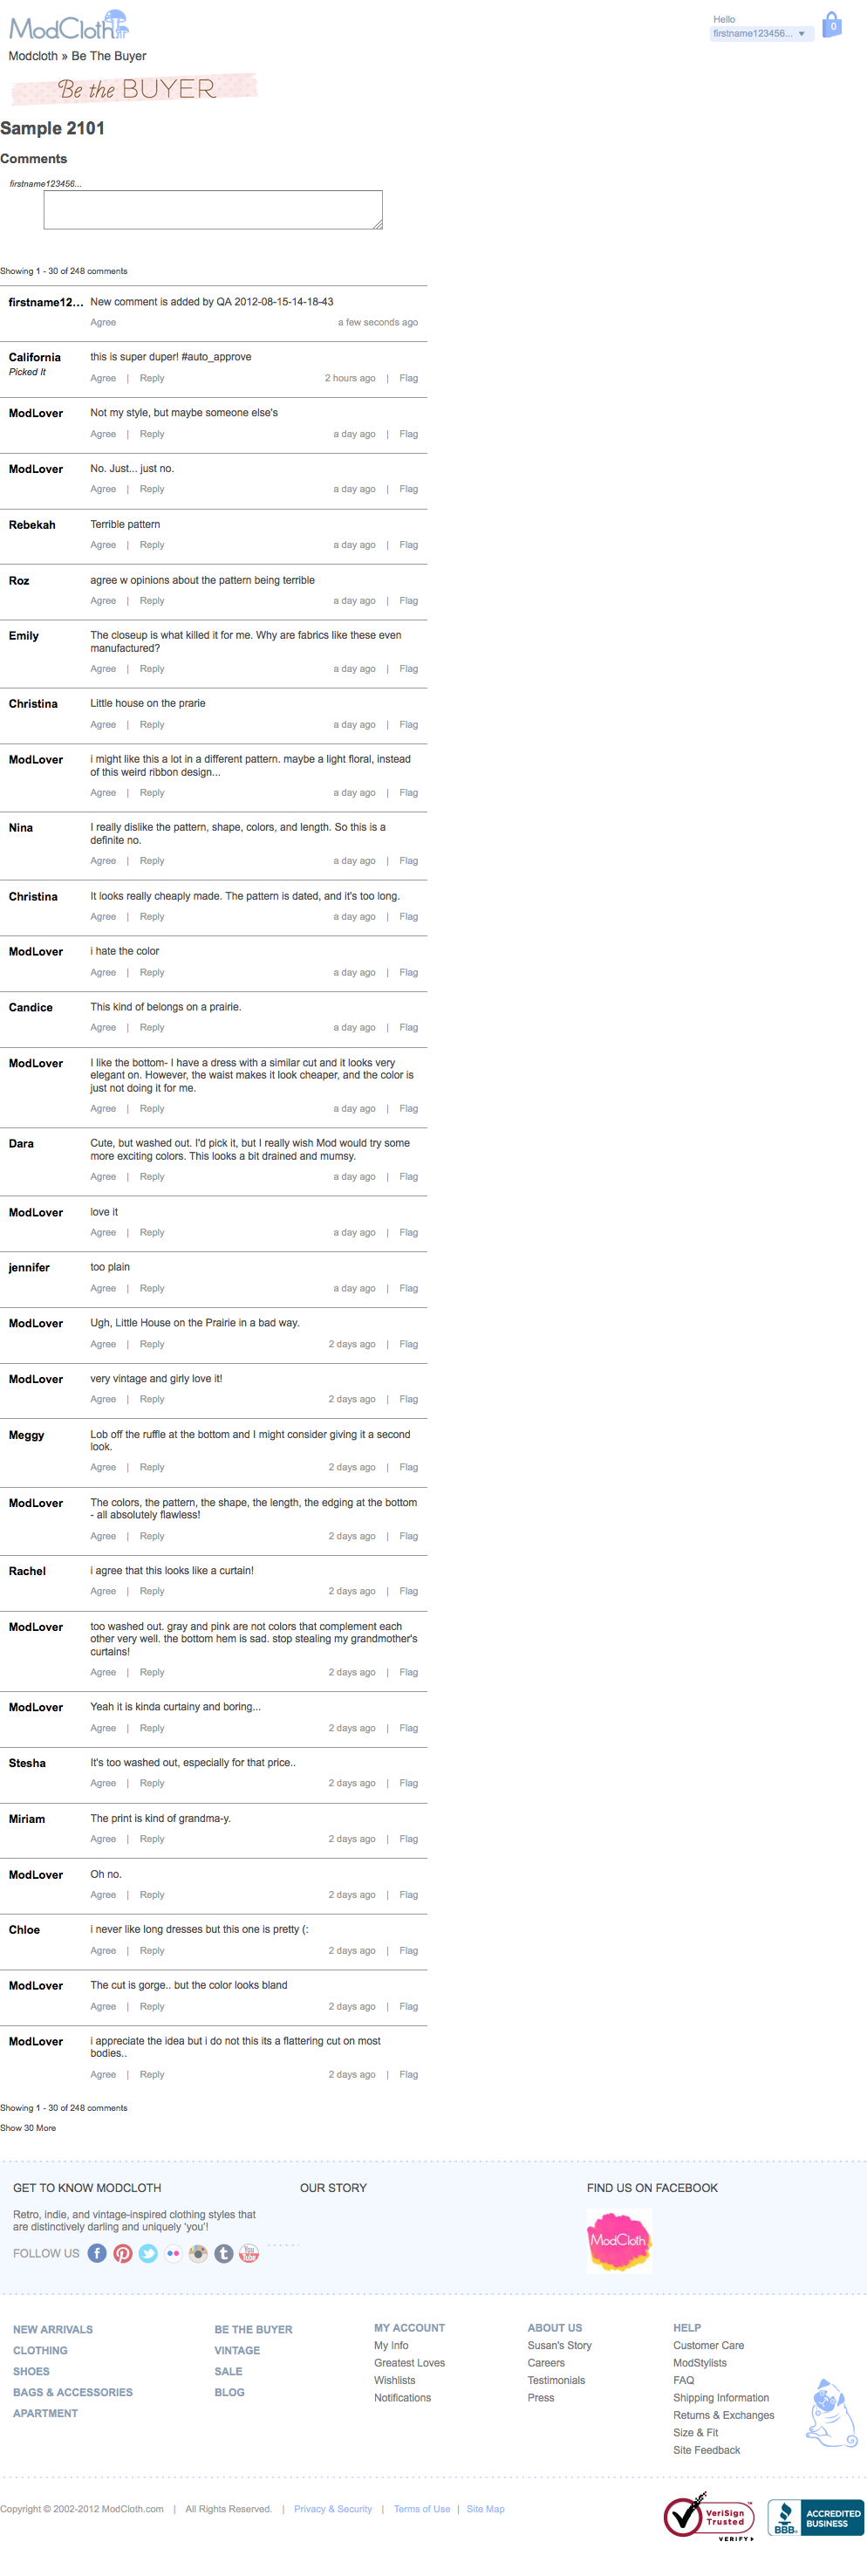 ModCloth
Hello
firstname123456... ▼
0
Modcloth » Be The Buyer
Be the BUYER
Sample 2101
Comments
firstname123456...
Showing 1 - 30 of 248 comments
firstname12... New comment is added by QA 2012-08-15-14-18-43
Agree a few seconds ago
California this is super duper! #auto_approve
Picked It
Agree | Reply 2 hours ago | Flag
ModLover Not my style, but maybe someone else's
Agree | Reply a day ago | Flag
ModLover No. Just... just no.
Agree | Reply a day ago | Flag
Rebekah Terrible pattern
Agree | Reply a day ago | Flag
Roz agree w opinions about the pattern being terrible
Agree | Reply a day ago | Flag
Emily The closeup is what killed it for me. Why are fabrics like these even
manufactured?
Agree | Reply a day ago | Flag
Christina Little house on the prarie
Agree | Reply a day ago | Flag
ModLover i might like this a lot in a different pattern. maybe a light floral, instead
of this weird ribbon design...
Agree | Reply a day ago | Flag
Nina I really dislike the pattern, shape, colors, and length. So this is a
definite no.
Agree | Reply a day ago | Flag
Christina It looks really cheaply made. The pattern is dated, and it's too long.
Agree | Reply a day ago | Flag
ModLover i hate the color
Agree | Reply a day ago | Flag
Candice This kind of belongs on a prairie.
Agree | Reply a day ago | Flag
ModLover I like the bottom- I have a dress with a similar cut and it looks very
elegant on. However, the waist makes it look cheaper, and the color is
just not doing it for me.
Agree | Reply a day ago | Flag
Dara Cute, but washed out. I'd pick it, but I really wish Mod would try some
more exciting colors. This looks a bit drained and mumsy.
Agree | Reply a day ago | Flag
ModLover love it
Agree | Reply a day ago | Flag
jennifer too plain
Agree | Reply a day ago | Flag
ModLover Ugh, Little House on the Prairie in a bad way.
Agree | Reply 2 days ago | Flag
ModLover very vintage and girly love it!
Agree | Reply 2 days ago | Flag
Meggy Lob off the ruffle at the bottom and I might consider giving it a second
look.
Agree | Reply 2 days ago | Flag
ModLover The colors, the pattern, the shape, the length, the edging at the bottom
- all absolutely flawless!
Agree | Reply 2 days ago | Flag
Rachel i agree that this looks like a curtain!
Agree | Reply 2 days ago | Flag
ModLover too washed out. gray and pink are not colors that complement each
other very well. the bottom hem is sad. stop stealing my grandmother's
curtains!
Agree | Reply 2 days ago | Flag
ModLover Yeah it is kinda curtainy and boring...
Agree | Reply 2 days ago | Flag
Stesha It's too washed out, especially for that price..
Agree | Reply 2 days ago | Flag
Miriam The print is kind of grandma-y.
Agree | Reply 2 days ago | Flag
ModLover Oh no.
Agree | Reply 2 days ago | Flag
Chloe i never like long dresses but this one is pretty (:
Agree | Reply 2 days ago | Flag
ModLover The cut is gorge.. but the color looks bland
Agree | Reply 2 days ago | Flag
ModLover i appreciate the idea but i do not this its a flattering cut on most
bodies..
Agree | Reply 2 days ago | Flag
Showing 1 - 30 of 248 comments
Show 30 More
GET TO KNOW MODCLOTH
Retro, indie, and vintage-inspired clothing styles that
are distinctively darling and uniquely 'you'!
FOLLOW US
f
t
You
Tube
OUR STORY
FIND US ON FACEBOOK
ModCloth
NEW ARRIVALS
CLOTHING
SHOES
BAGS & ACCESSORIES
APARTMENT
BE THE BUYER
VINTAGE
SALE
BLOG
MY ACCOUNT
My Info
Greatest Loves
Wishlists
Notifications
ABOUT US
Susan's Story
Careers
Testimonials
Press
HELP
Customer Care
ModStylists
FAQ
Shipping Information
Returns & Exchanges
Size & Fit
Site Feedback
Copyright © 2002-2012 ModCloth.com | All Rights Reserved. | Privacy & Security | Terms of Use | Site Map
VeriSign
Trusted
VERIFY
BBB
ACCREDITED
BUSINESS